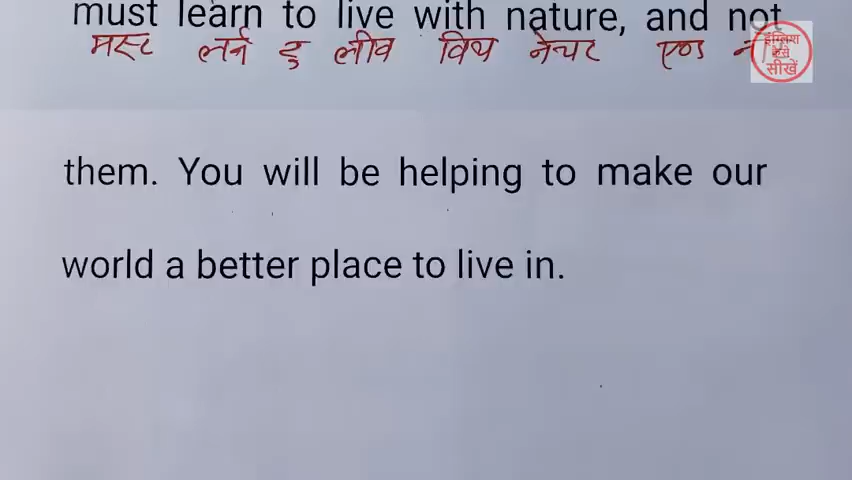 must learn to live with nature, and not
मस्ट लर्न टु लीव विथ नेचर एण्ड
इंग्लिश
कैसे
सीखें
them. You will be helping to make our
world a better place to live in.